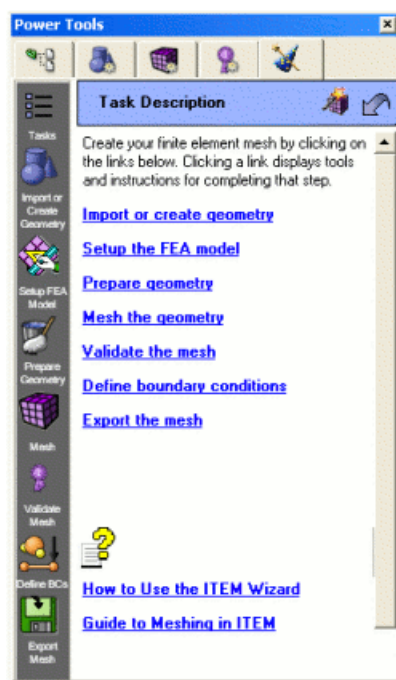 Power Tools
Task Description
Tasks
Import or
Create
Geometry
Setup FEA
Model
Prepare
Geometry
Mesh
Validate
Mesh
Define BCs
Export
Mesh
Create your finite element mesh by clicking on
the links below. Clicking a link displays tools
and instructions for completing that step.
Import or create geometry
Setup the FEA model
Prepare geometry
Mesh the geometry
Validate the mesh
Define boundary conditions
Export the mesh
How to Use the ITEM Wizard
Guide to Meshing in ITEM